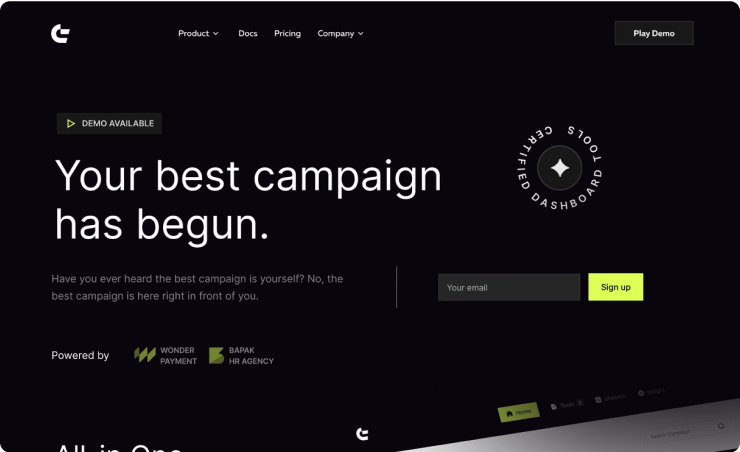 Product
Docs
Pricing
Company
Play Demo
DEMO AVAILABLE
CERTIFIED DASHBOARD TOOLS
Your best campaign
has begun.
Have you ever heard the best campaign is yourself? No, the
best campaign is here right in front of you.
Your email
Sign up
Powered by
WONDER
PAYMENT
BAPAK
HR AGENCY
Home
Tools
All-in One